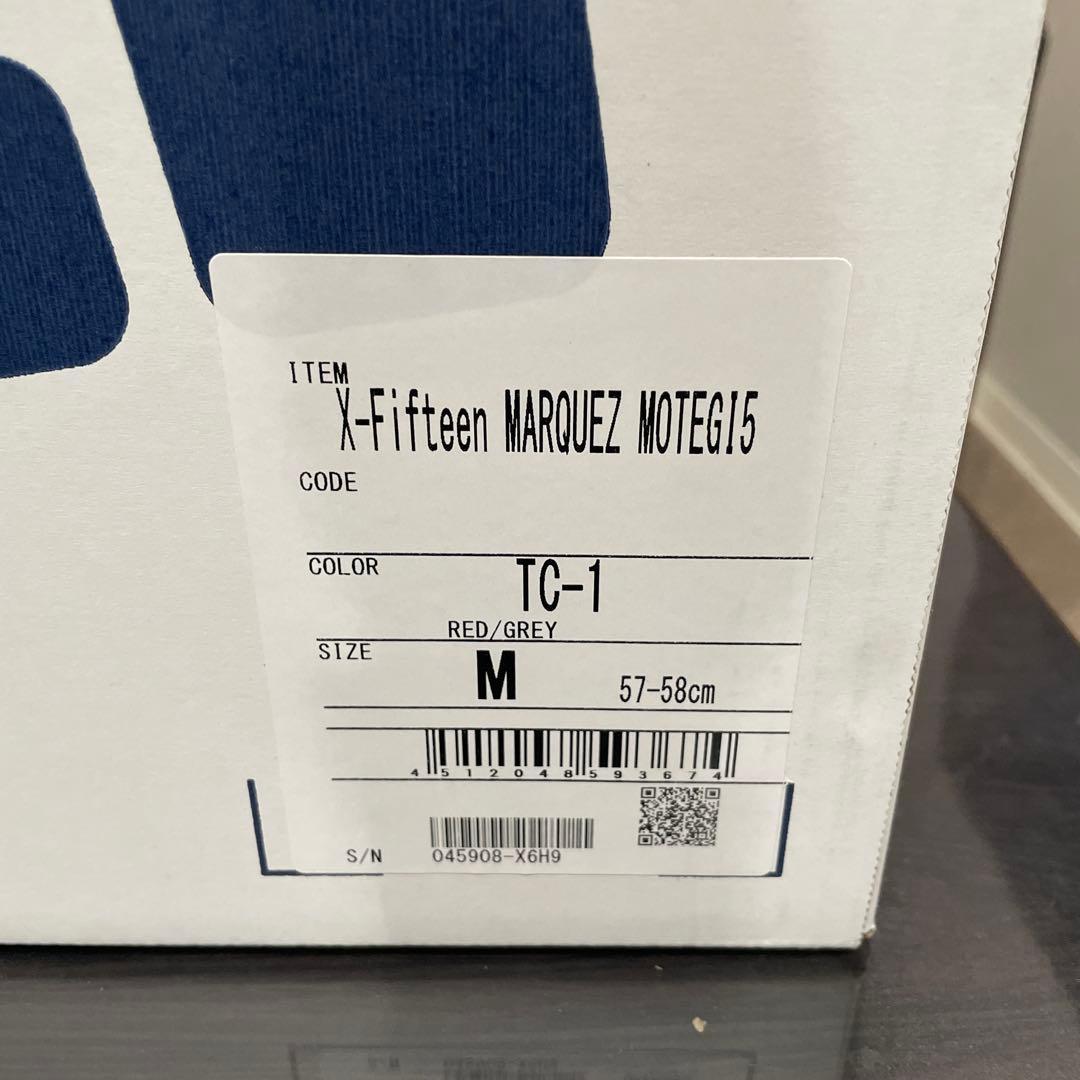 ITEM
X-Fifteen MARQUEZ MOTEGI5
CODE
COLOR
TC-1
RED/GREY
SIZE
M 57-58cm
4512048593674
S/N 045908-X6H9